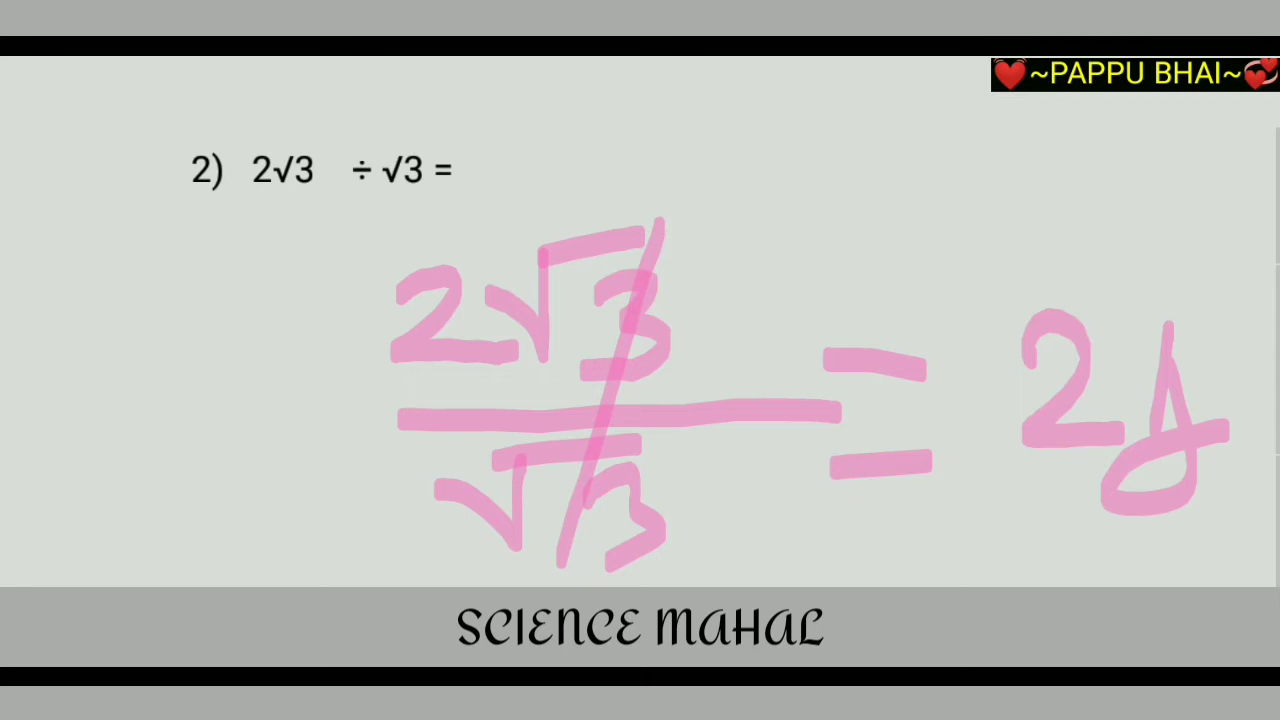 ~PAPPU BHAI~
2) 2√3 ÷ √3 =
2√3
= 2
√3
SCIENCE MAHAL